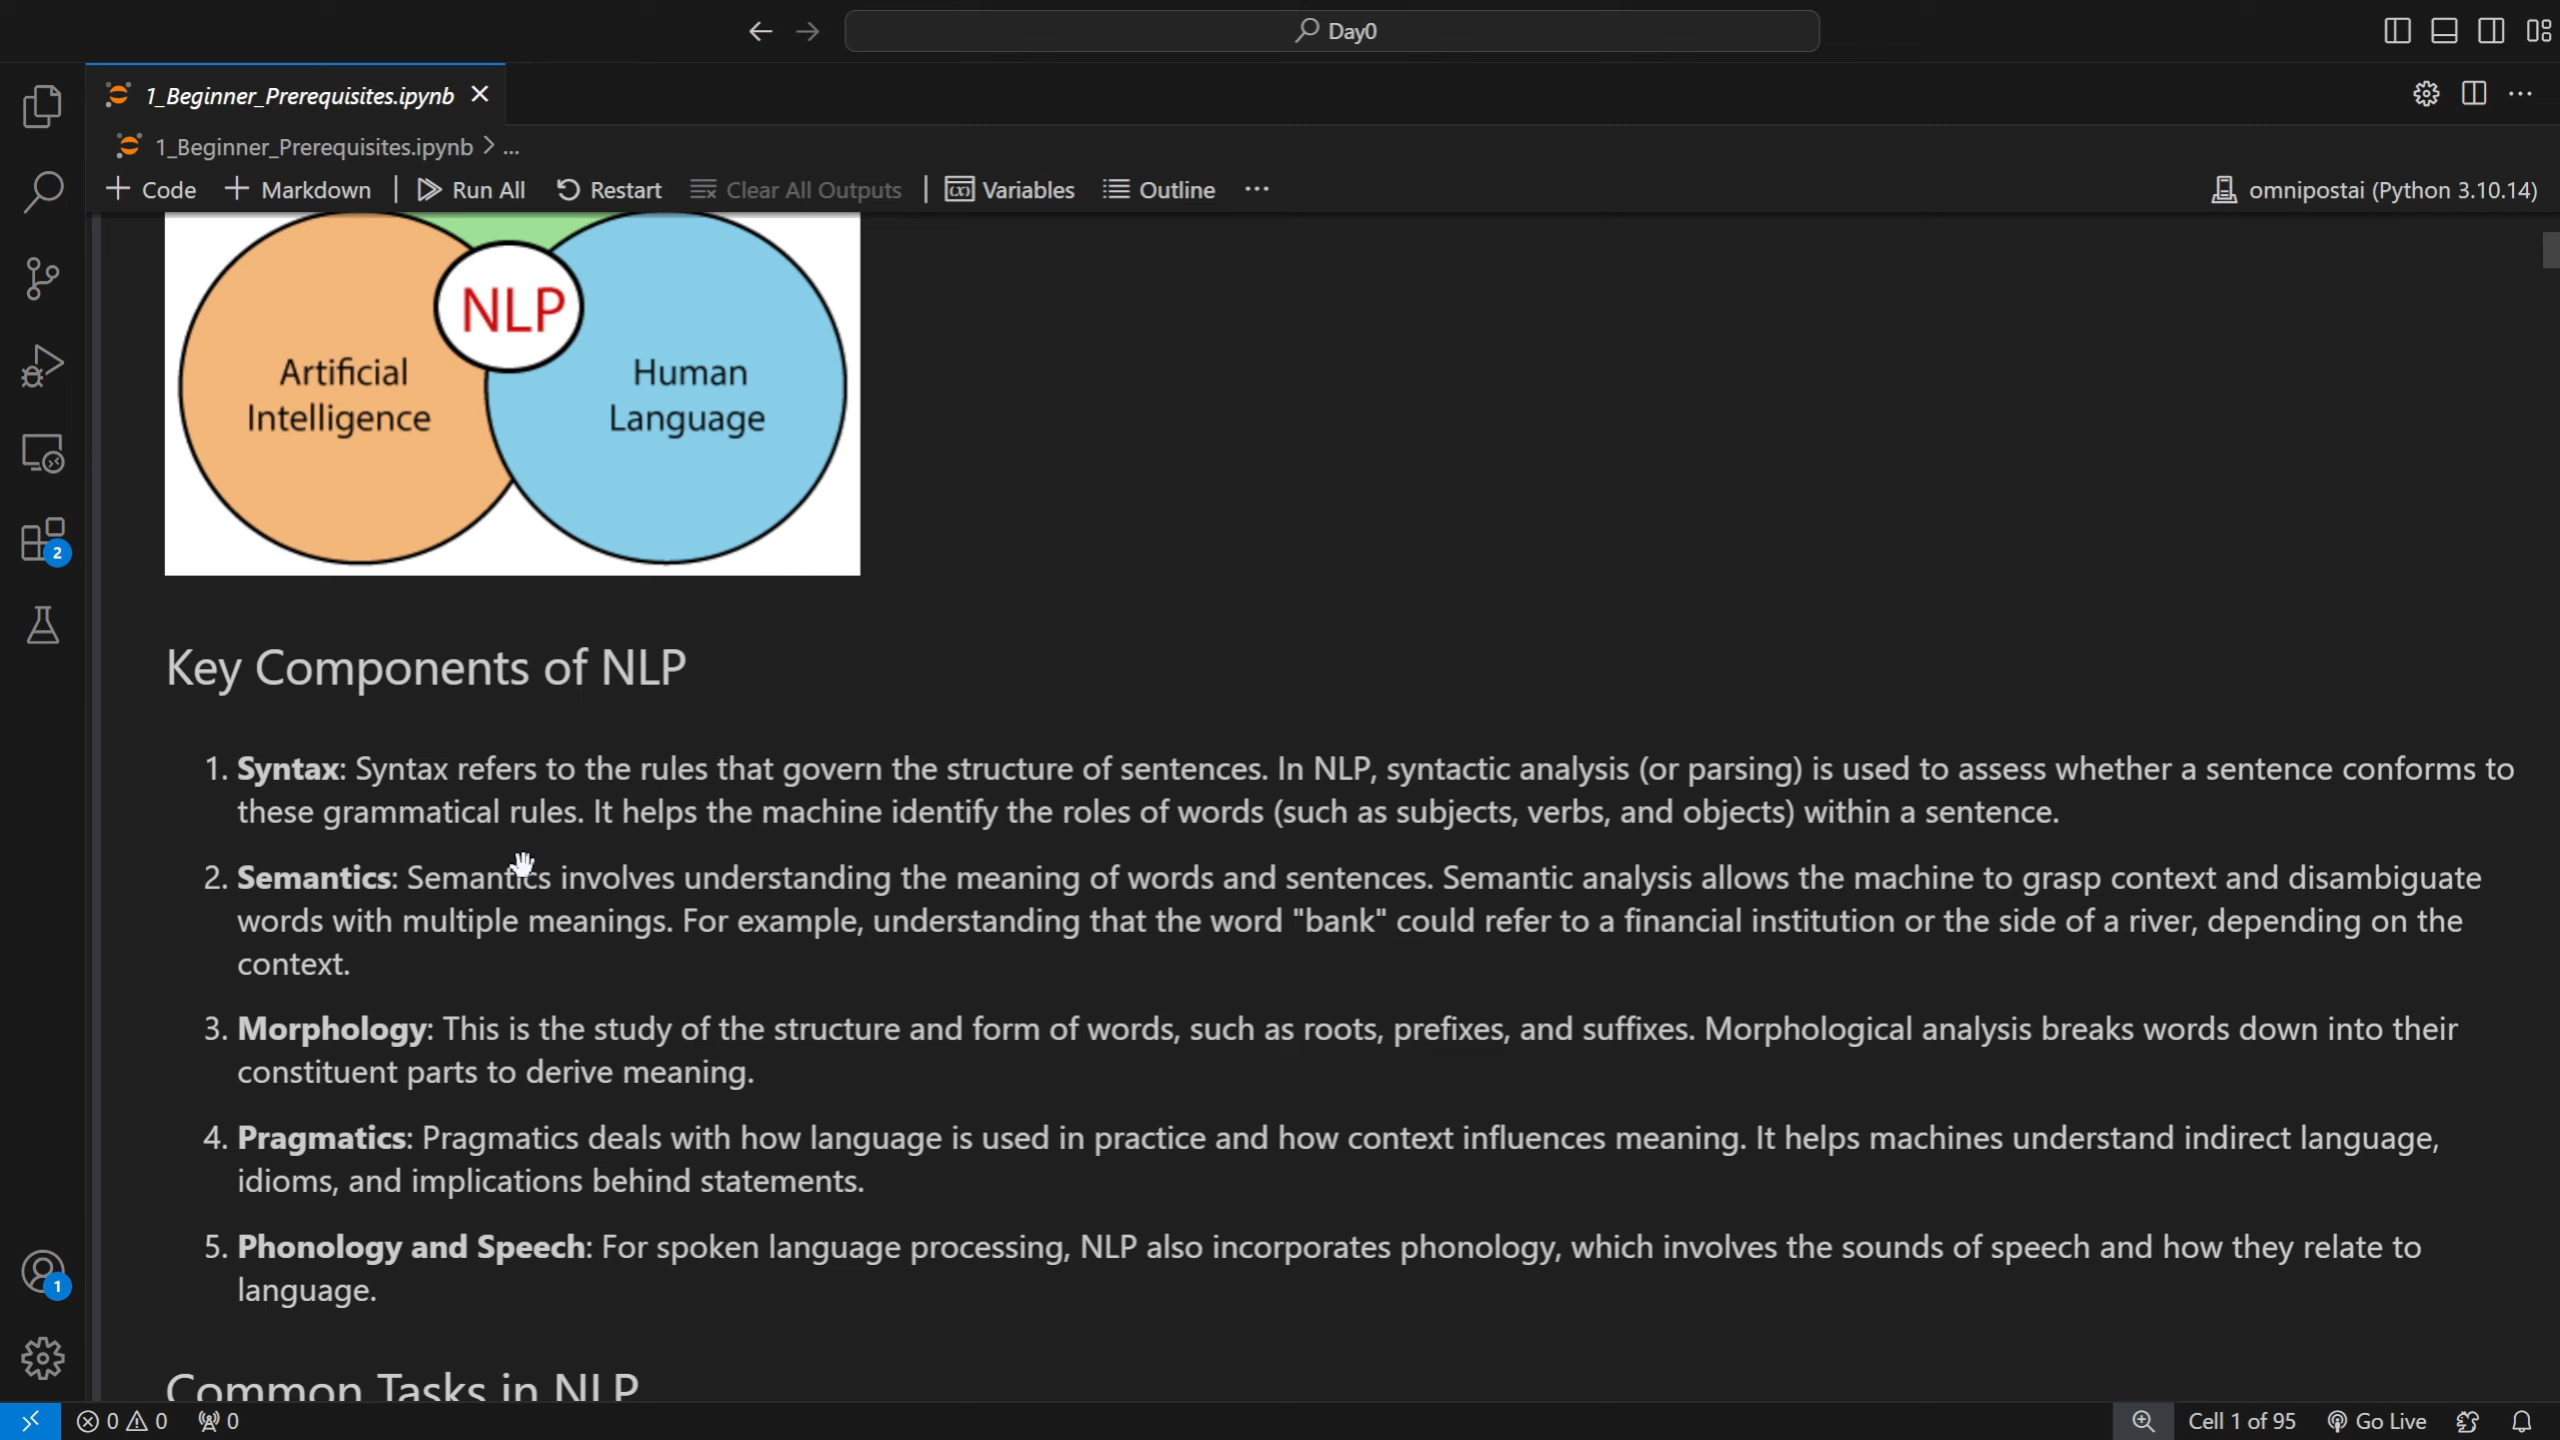 Day0
1_Beginner_Prerequisites.ipynb
1_Beginner_Prerequisites.ipynb > ...
Code Markdown Run All Restart Clear All Outputs Variables Outline ... omnipostai (Python 3.10.14)
NLP
Artificial
Intelligence
Human
Language
Key Components of NLP
1. Syntax: Syntax refers to the rules that govern the structure of sentences. In NLP, syntactic analysis (or parsing) is used to assess whether a sentence conforms to
these grammatical rules. It helps the machine identify the roles of words (such as subjects, verbs, and objects) within a sentence.
2. Semantics: Semantics involves understanding the meaning of words and sentences. Semantic analysis allows the machine to grasp context and disambiguate
words with multiple meanings. For example, understanding that the word "bank" could refer to a financial institution or the side of a river, depending on the
context.
3. Morphology: This is the study of the structure and form of words, such as roots, prefixes, and suffixes. Morphological analysis breaks words down into their
constituent parts to derive meaning.
4. Pragmatics: Pragmatics deals with how language is used in practice and how context influences meaning. It helps machines understand indirect language,
idioms, and implications behind statements.
5. Phonology and Speech: For spoken language processing, NLP also incorporates phonology, which involves the sounds of speech and how they relate to
language.
Common Tasks in NLP
2
1
0 0 0 Cell 1 of 95 Go Live